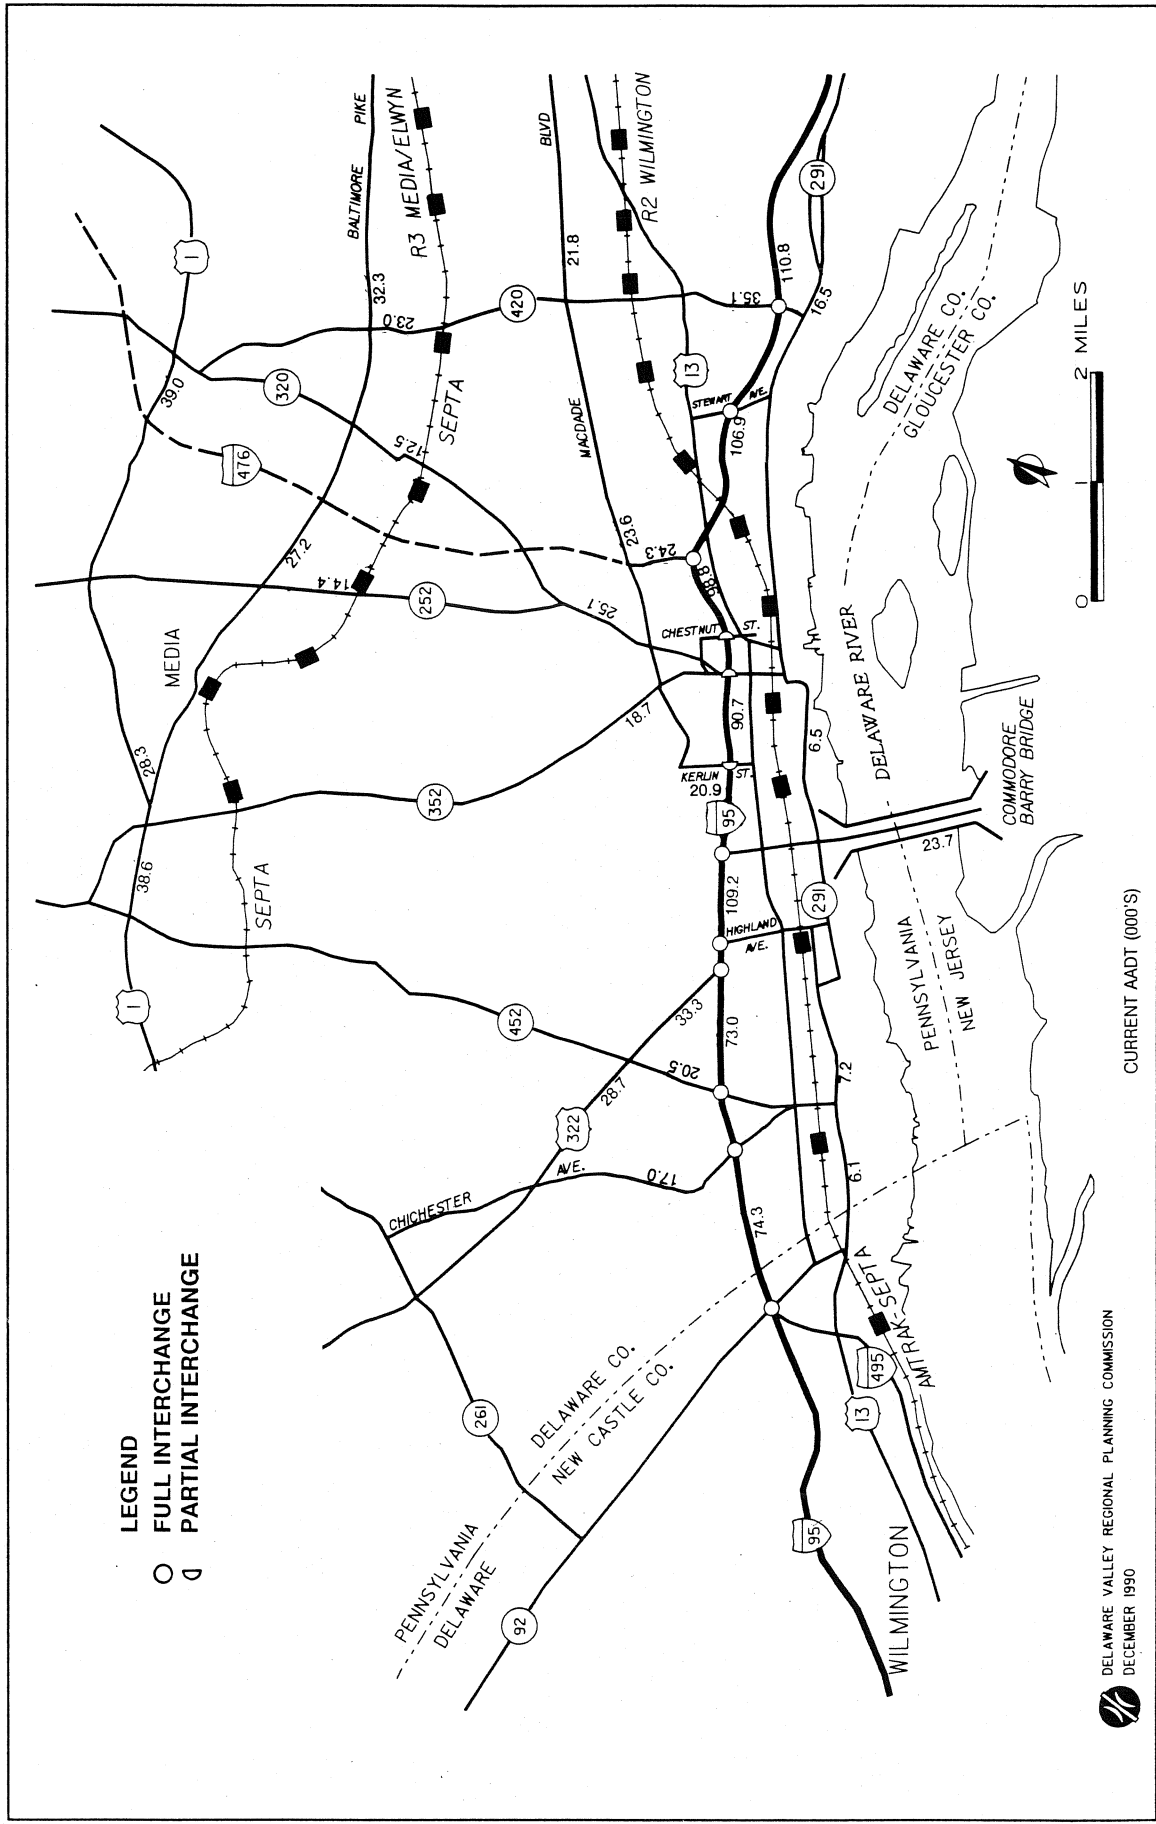 LEGEND
FULL INTERCHANGE
PARTIAL INTERCHANGE
1
BALTIMORE PIKE
R3 MEDIA/ELWYN
BLVD
R2 WILMINGTON
291
32.3
23.0
420
21.8
35.1
110.8
16.5
39.0
320
476
12.5
SEPTA
MACDADE
13
STEWART AVE.
106.9
27.2
14.4
252
23.6
24.3
98.8
25.1
CHESTNUT ST.
MEDIA
28.3
18.7
90.7
6.5
KERLIN ST.
20.9
352
95
38.6
SEPTA
109.2
HIGHLAND AVE.
291
1
452
33.3
73.0
20.5
28.7
322
7.2
CHICHESTER AVE.
17.0
6.1
74.3
261
DELAWARE CO.
NEW CASTLE CO.
PENNSYLVANIA
DELAWARE
92
AMTRAK-SEPTA
495
13
95
WILMINGTON
DELAWARE RIVER
DELAWARE CO.
GLOUCESTER CO.
COMMODORE
BARRY BRIDGE
23.7
PENNSYLVANIA
NEW JERSEY
0 1 2 MILES
CURRENT AADT (000'S)
DELAWARE VALLEY REGIONAL PLANNING COMMISSION
DECEMBER 1990